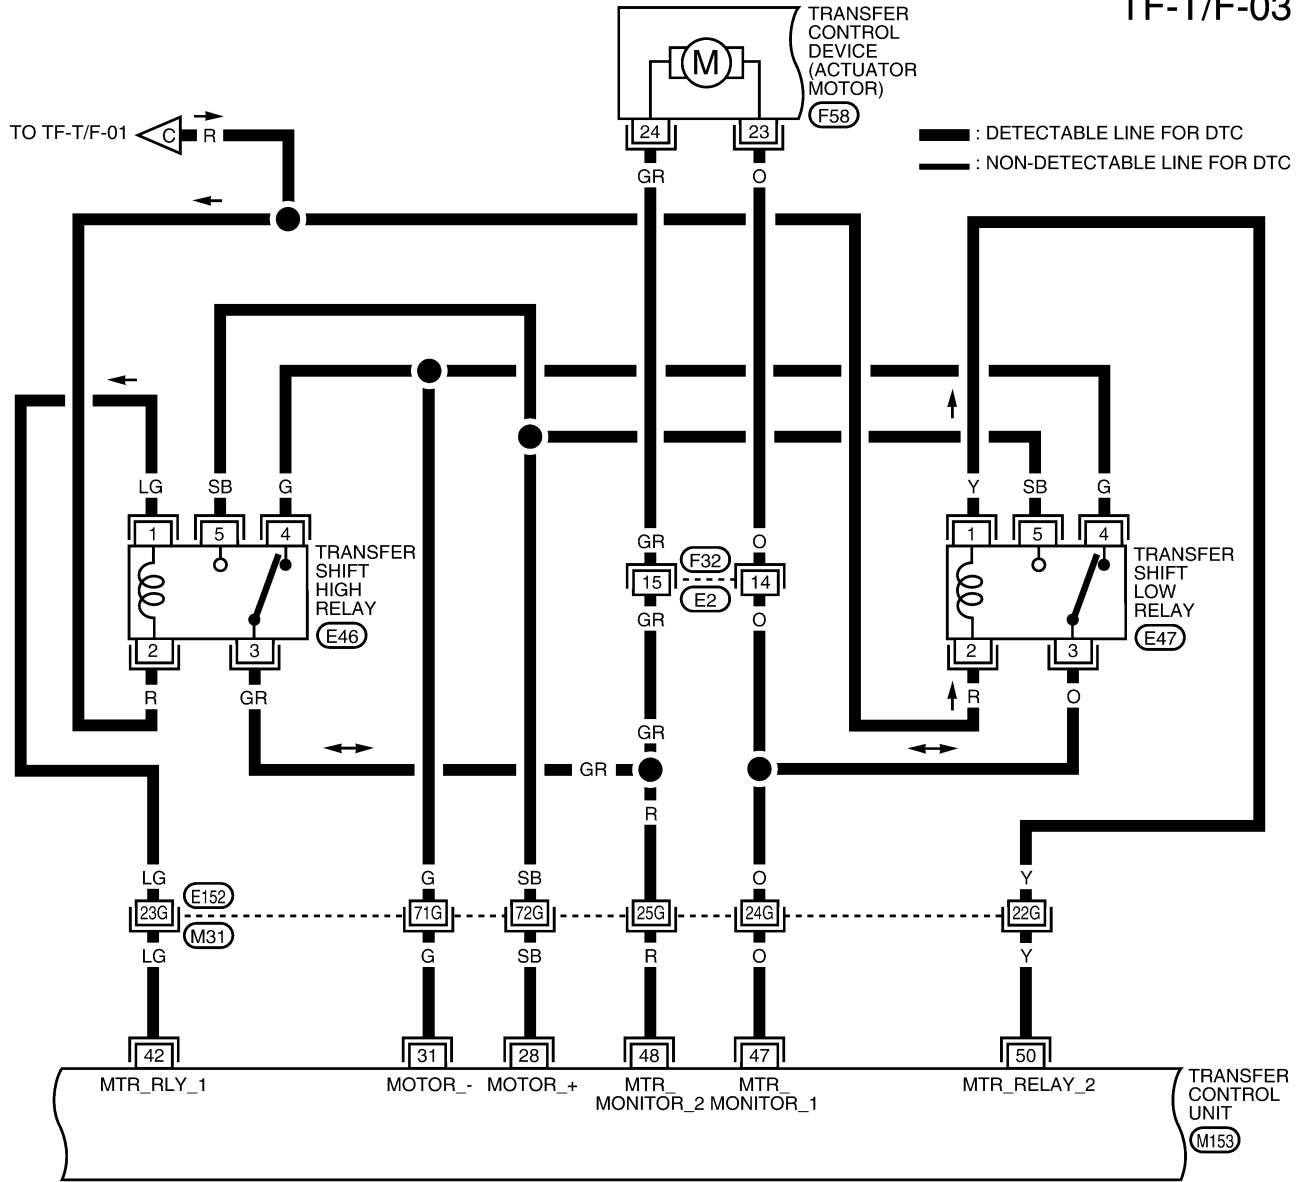 TF-T/F-03
TRANSFER
CONTROL
DEVICE
(ACTUATOR
MOTOR)
F58
M
24
23
TO TF-T/F-01
C
R
: DETECTABLE LINE FOR DTC
: NON-DETECTABLE LINE FOR DTC
GR
O
LG
SB
G
Y
SB
G
1
5
4
TRANSFER
SHIFT
HIGH
RELAY
E46
2
3
R
GR
GR
O
F32
15
14
E2
GR
O
1
5
4
TRANSFER
SHIFT
LOW
RELAY
E47
2
3
R
O
GR
GR
R
LG
G
SB
O
Y
E152
23G
71G
72G
25G
24G
22G
M31
LG
G
SB
R
O
Y
42
31
28
48
47
50
MTR_RLY_1
MOTOR_-
MOTOR_+
MTR_
MONITOR_2
MTR_
MONITOR_1
MTR_RELAY_2
TRANSFER
CONTROL
UNIT
M153